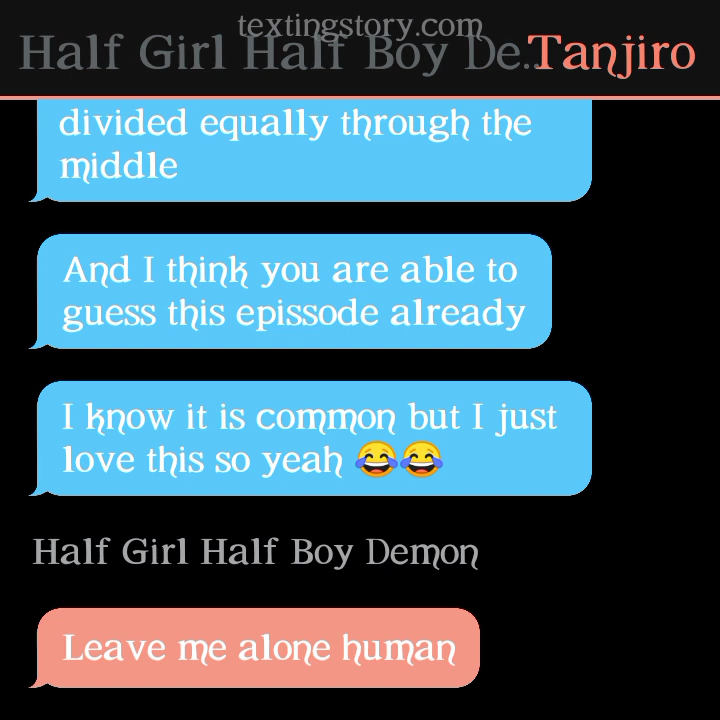 textingstory.com
Half Girl Half Boy De..
Tanjiro
divided equally through the
middle
And I think you are able to
guess this epissode already
I know it is common but I just
love this so yeah 😂😂
Half Girl Half Boy Demon
Leave me alone human